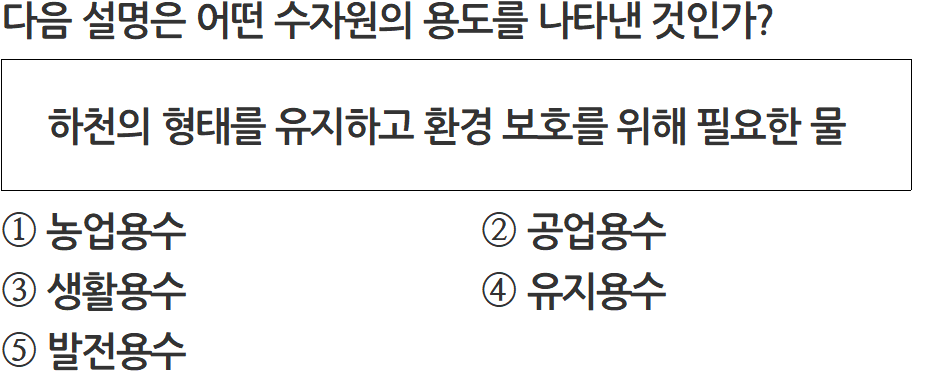 다음 설명은 어떤 수자원의 용도를 나타낸 것인가?
하천의 형태를 유지하고 환경 보호를 위해 필요한 물
① 농업용수 ② 공업용수
③ 생활용수 ④ 유지용수
⑤ 발전용수